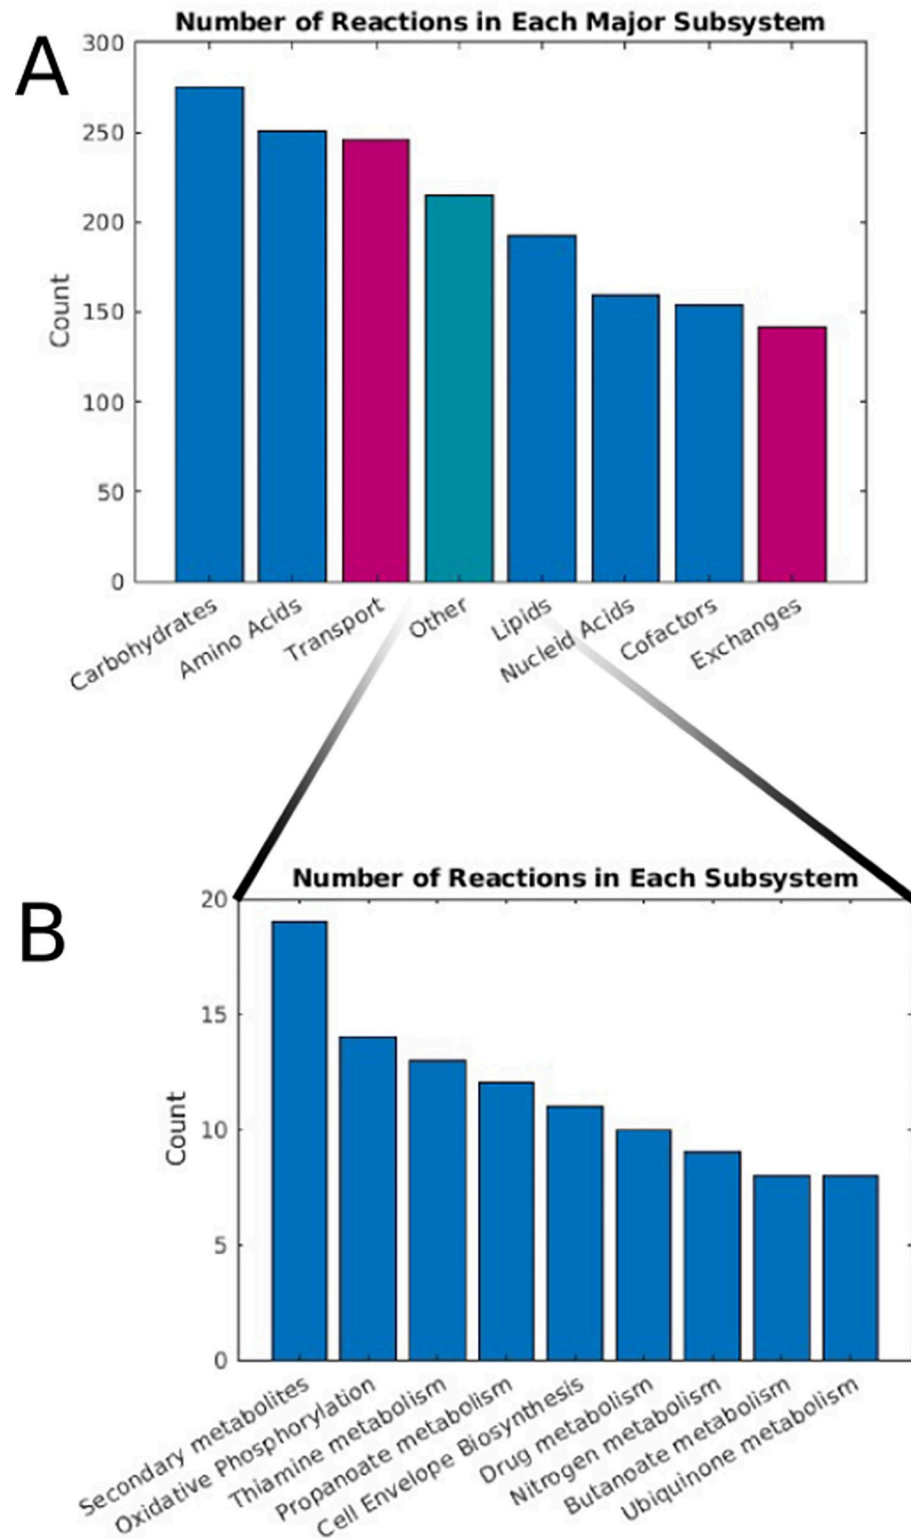 A
Number of Reactions in Each Major Subsystem
300
250
200
150
100
50
0
Count
Carbohydrates
Amino Acids
Transport
Other
Lipids
Nucleid Acids
Cofactors
Exchanges
B
Number of Reactions in Each Subsystem
20
15
10
5
0
Count
Secondary metabolites
Oxidative Phosphorylation
Thiamine metabolism
Propanoate metabolism
Cell Envelope Biosynthesis
Drug metabolism
Nitrogen metabolism
Butanoate metabolism
Ubiquinone metabolism